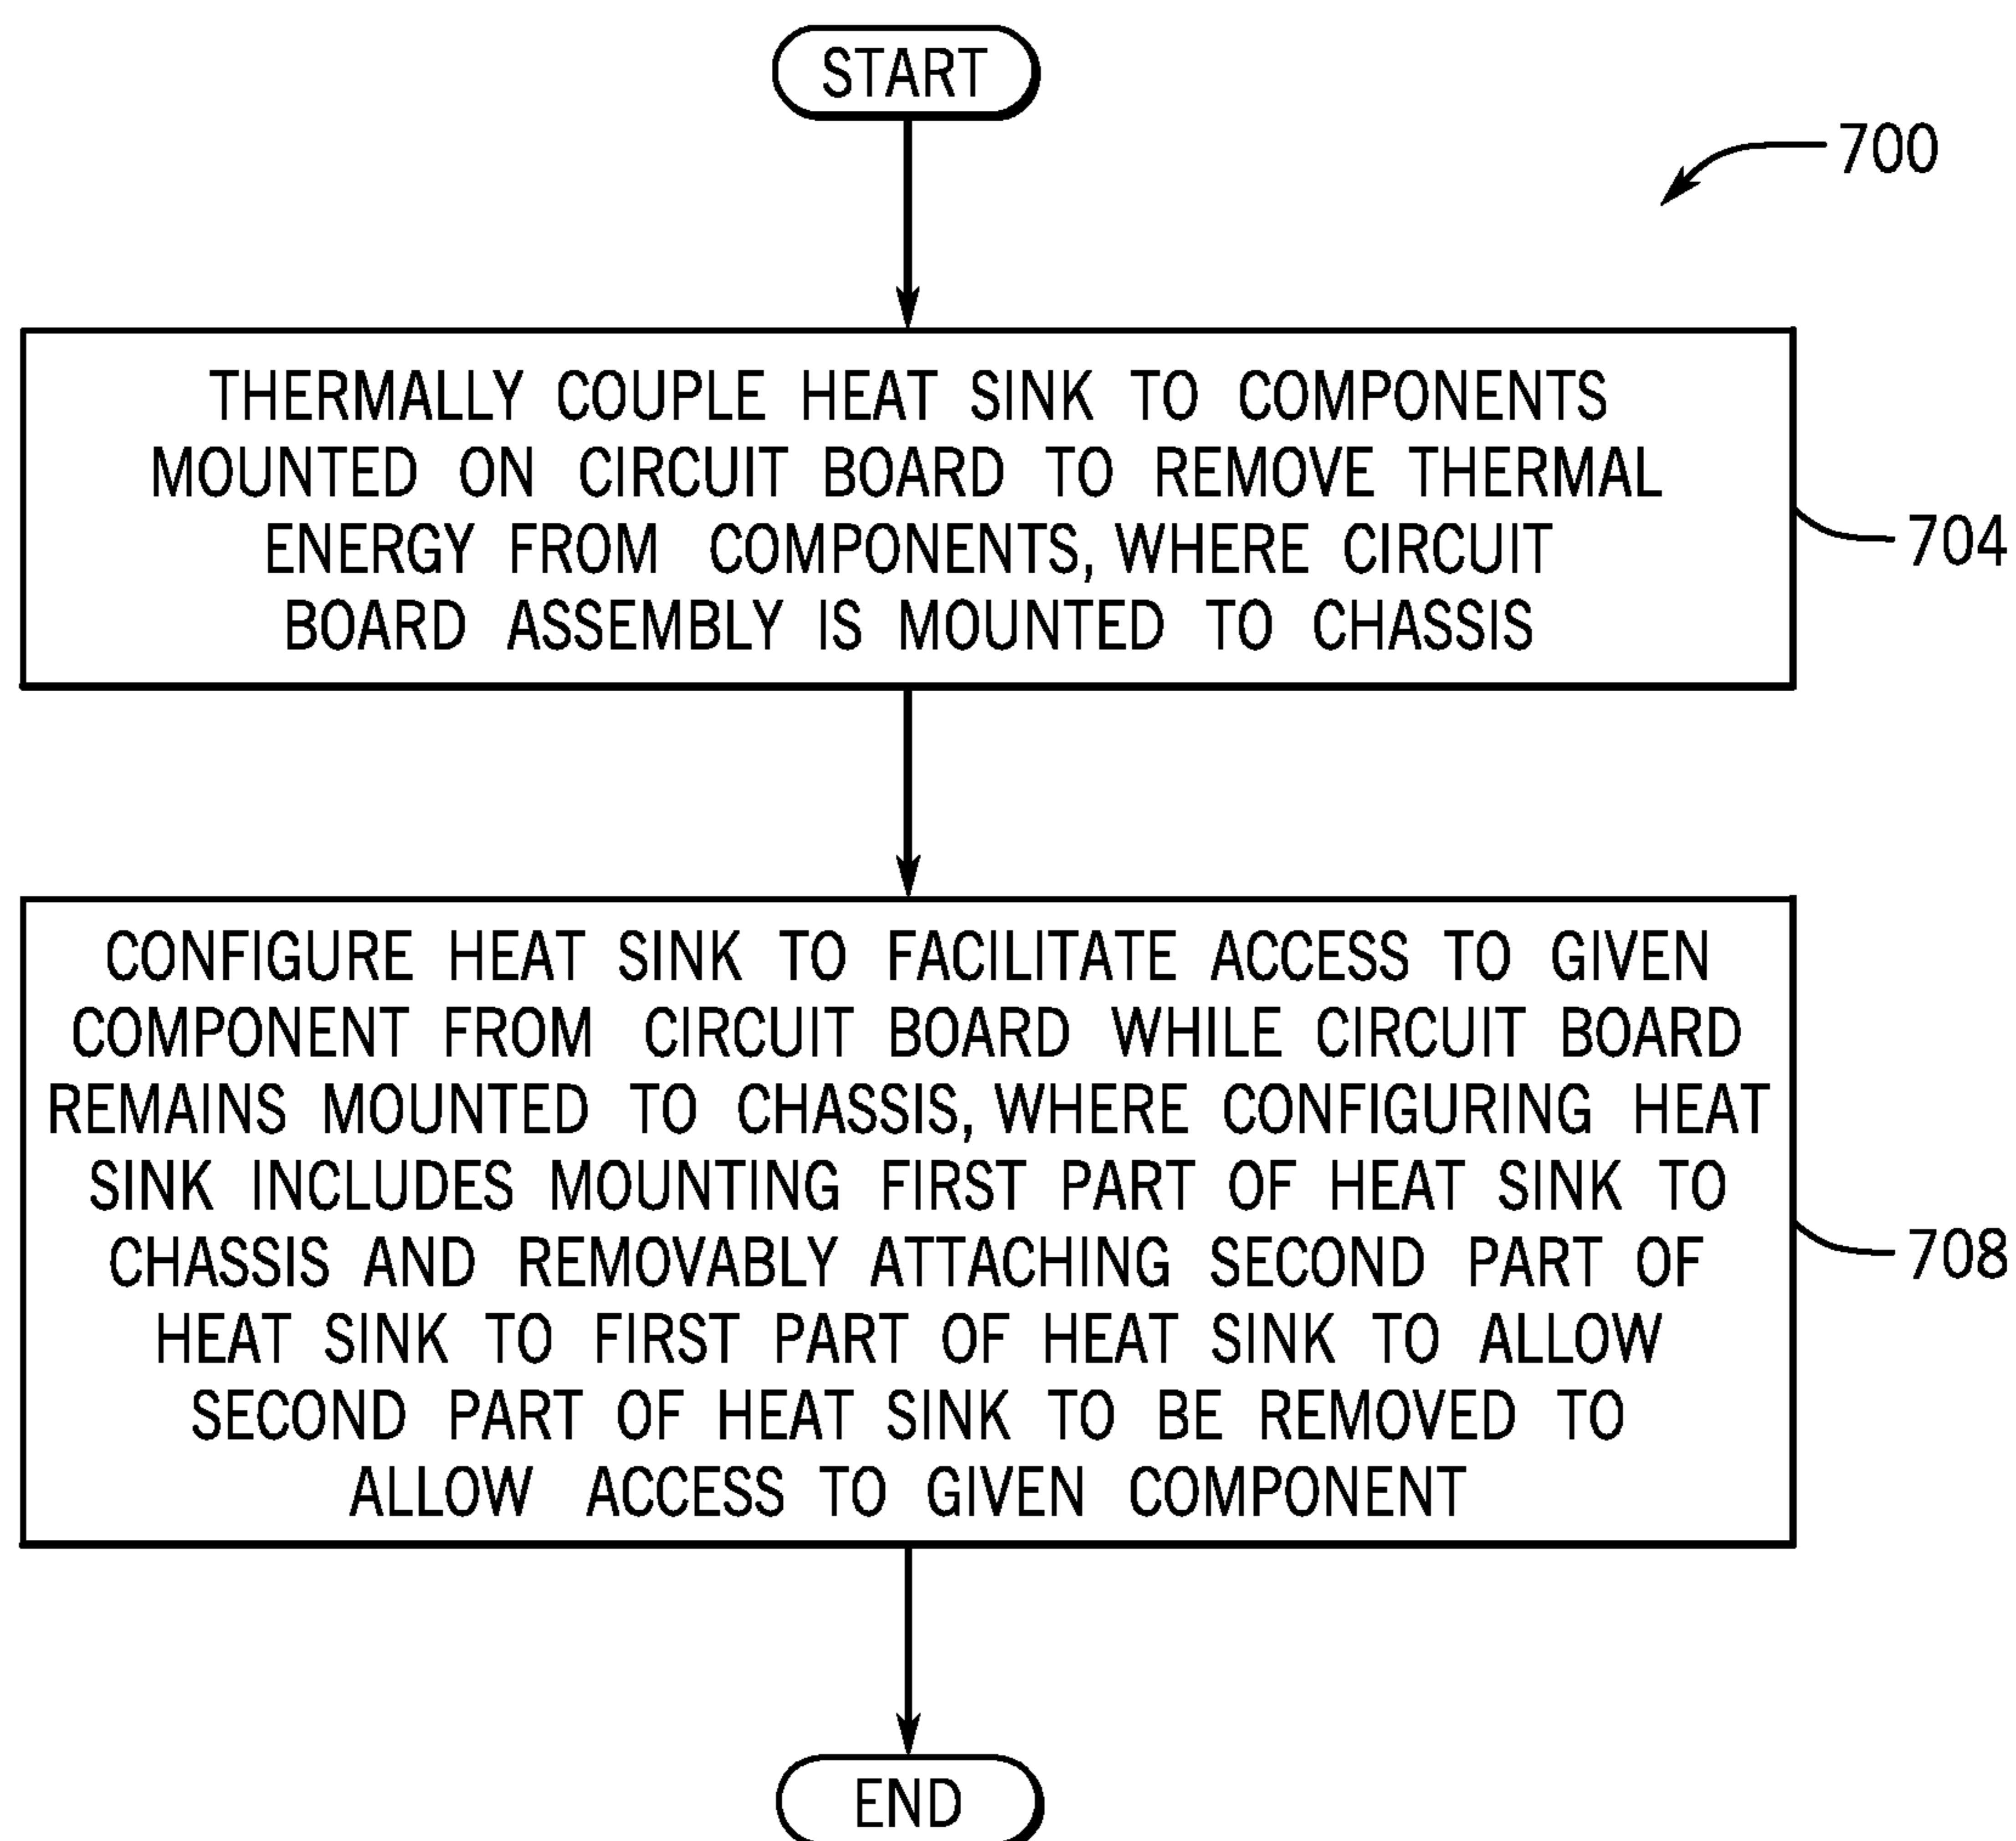 START
700
THERMALLY COUPLE HEAT SINK TO COMPONENTS
MOUNTED ON CIRCUIT BOARD TO REMOVE THERMAL
ENERGY FROM COMPONENTS, WHERE CIRCUIT
BOARD ASSEMBLY IS MOUNTED TO CHASSIS
704
CONFIGURE HEAT SINK TO FACILITATE ACCESS TO GIVEN
COMPONENT FROM CIRCUIT BOARD WHILE CIRCUIT BOARD
REMAINS MOUNTED TO CHASSIS, WHERE CONFIGURING HEAT
SINK INCLUDES MOUNTING FIRST PART OF HEAT SINK TO
CHASSIS AND REMOVABLY ATTACHING SECOND PART OF
HEAT SINK TO FIRST PART OF HEAT SINK TO ALLOW
SECOND PART OF HEAT SINK TO BE REMOVED TO
ALLOW ACCESS TO GIVEN COMPONENT
708
END